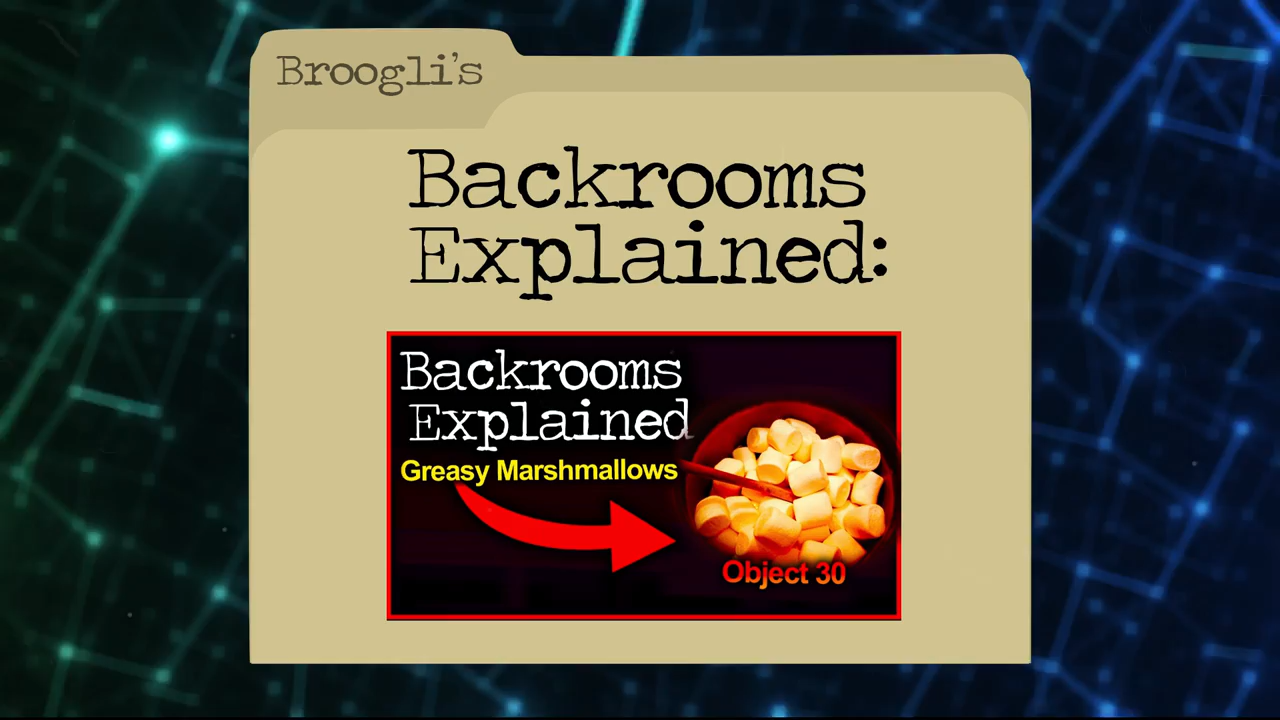 Broogli's
Backrooms
Explained:
Backrooms
Explained
Greasy Marshmallows
Object 30